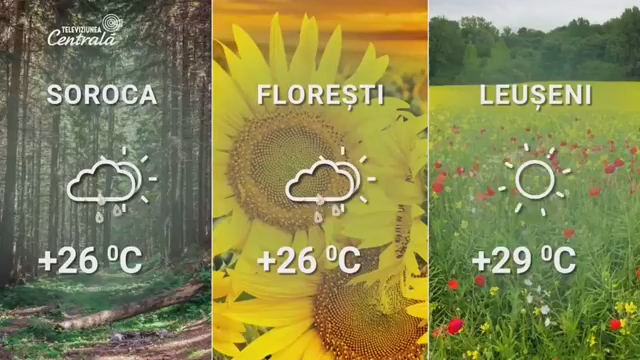 TELEVIZIUNEA
Centrală
SOROCA
FLOREȘTI
LEUȘENI
+26 ⁰C
+26 ⁰C
+29 ⁰C